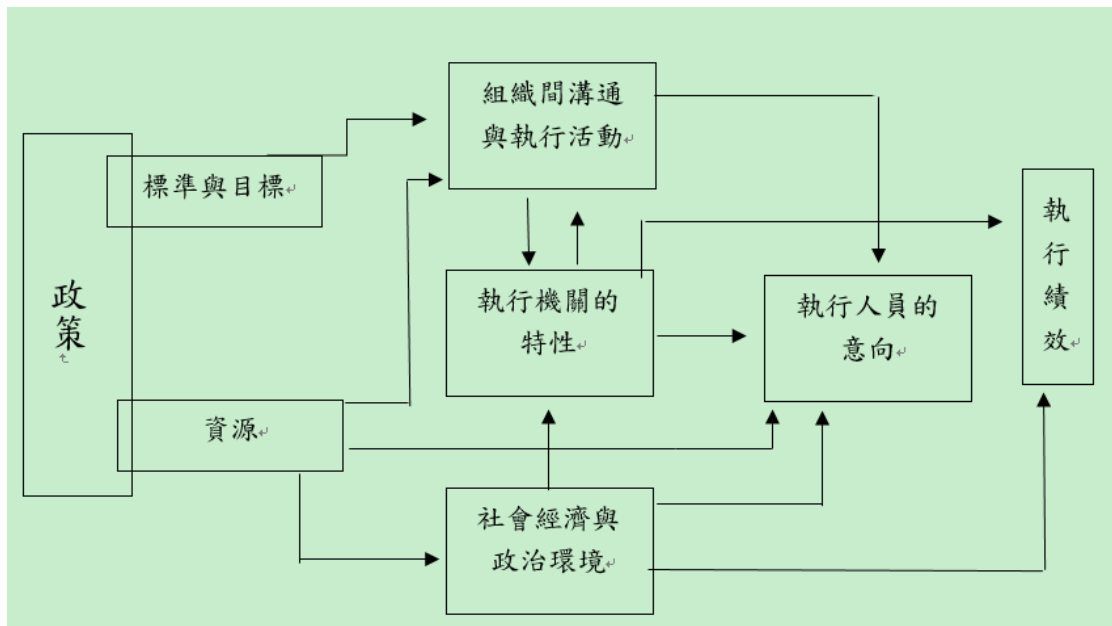 政策
標準與目標
資源
組織間溝通
與執行活動
執行機關的
特性
社會經濟與
政治環境
執行人員的
意向
執行績效